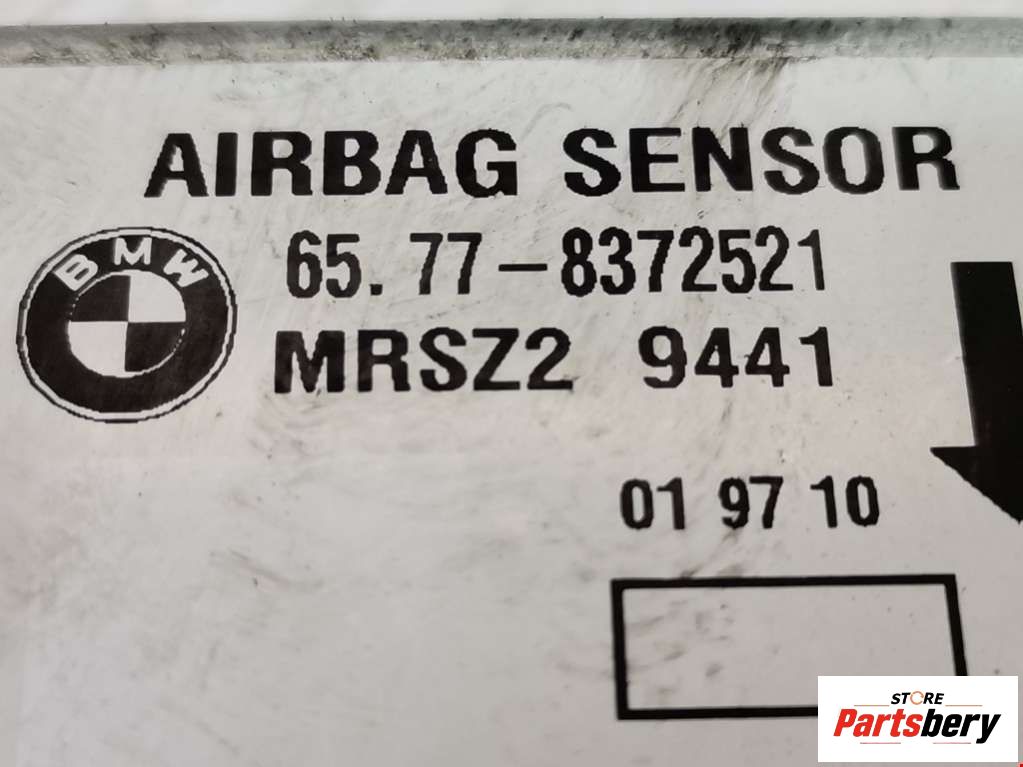 AIRBAG SENSOR
BMW
65.77-8372521
MRSZ2 9441
01 97 10
STORE
Partsbery